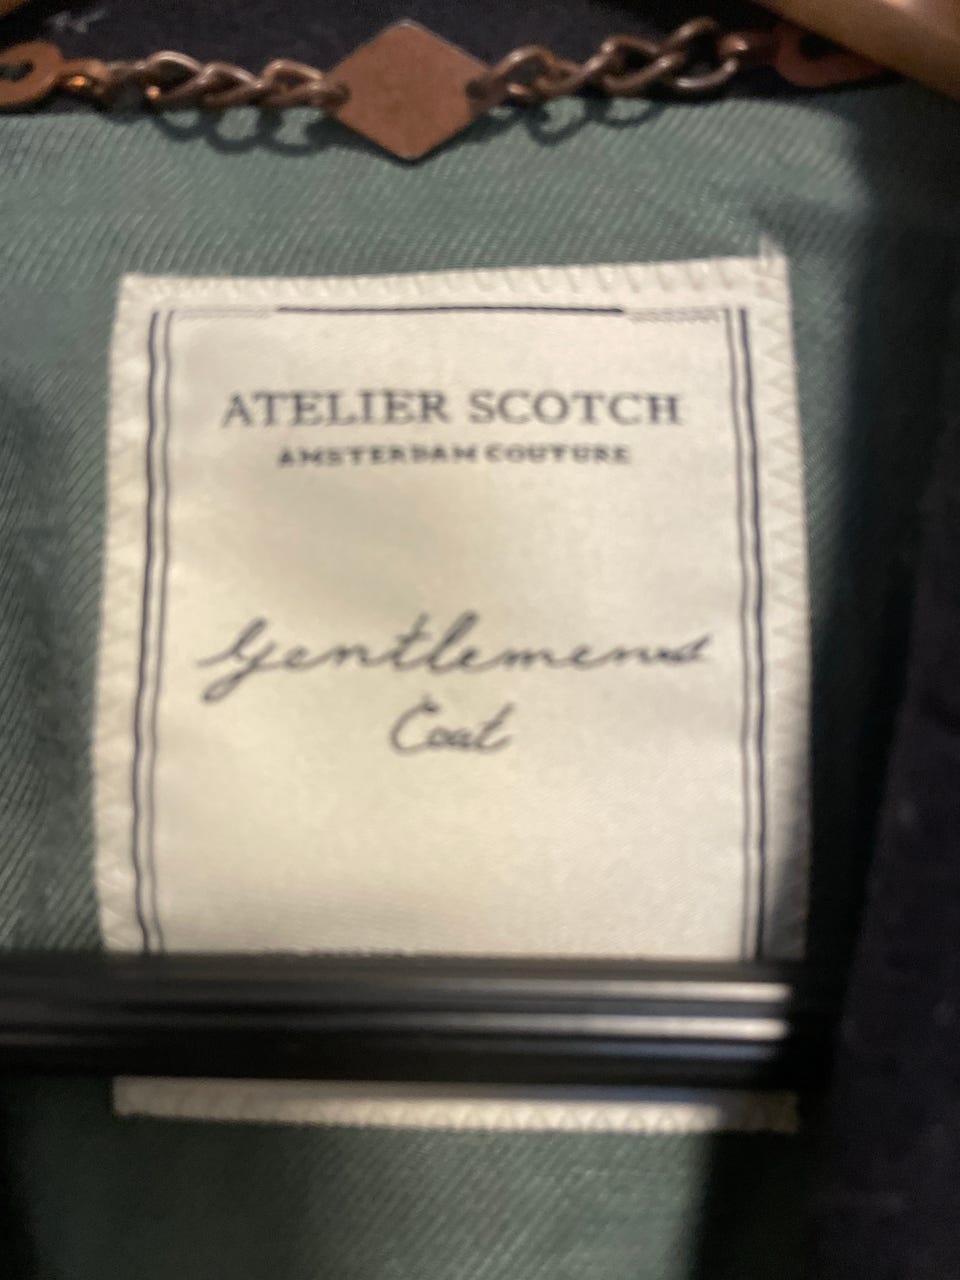 ATELIER SCOTCH
AMSTERDAM COUTURE
Gentlemens
Coat